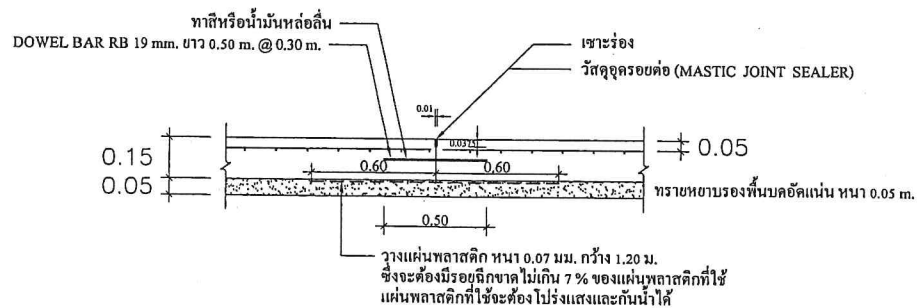 ทาสีหรือน้ำมันหล่อลื่น
DOWEL BAR RB 19 mm. ยาว 0.50 m. @ 0.30 m.
เซาะร่อง
วัสดุอุดรอยต่อ (MASTIC JOINT SEALER)
0.01
0.0375
0.05
0.15
0.60
0.60
0.05
ทรายหยาบรองพื้นบดอัดแน่น หนา 0.05 m.
0.50
วางแผ่นพลาสติก หนา 0.07 มม. กว้าง 1.20 ม.
ซึ่งจะต้องมีรอยฉีกขาดไม่เกิน 7 % ของแผ่นพลาสติกที่ใช้
แผ่นพลาสติกที่ใช้จะต้องโปร่งแสงและกันน้ำได้